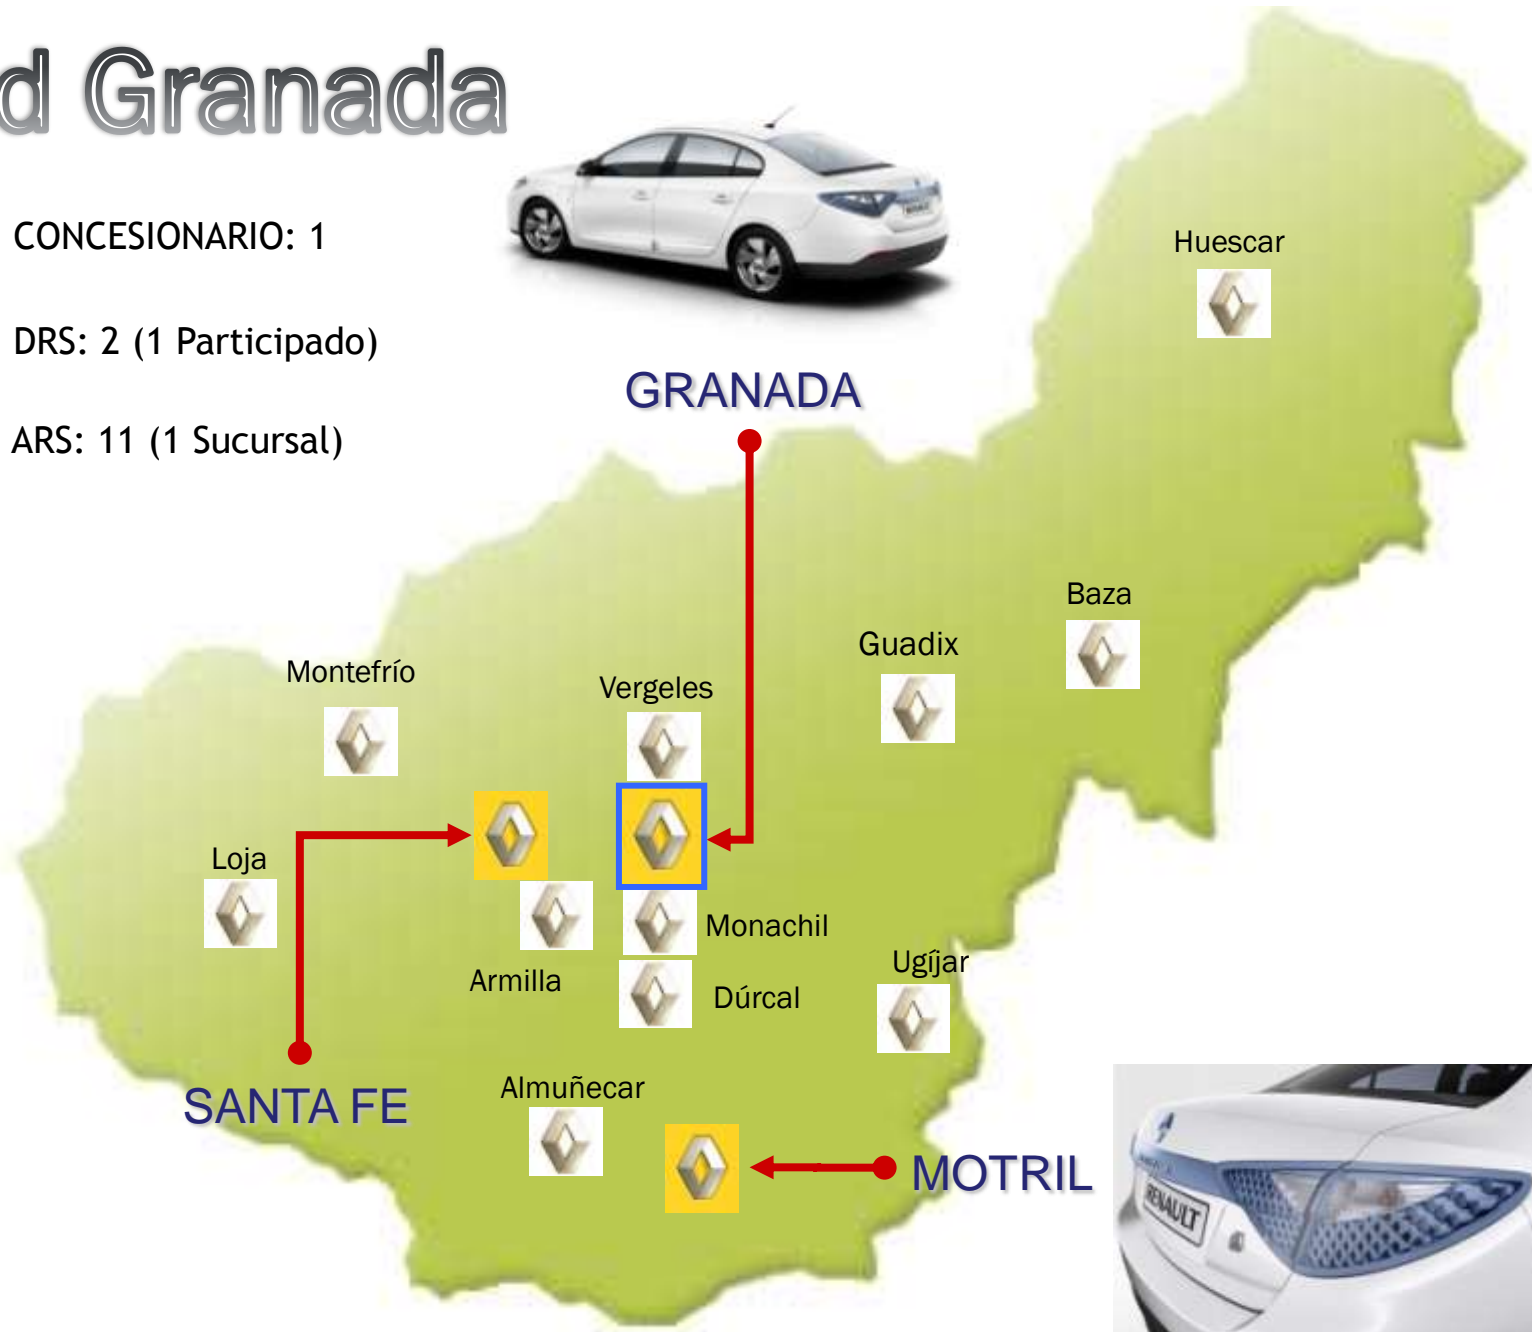 d Granada
CONCESIONARIO: 1
DRS: 2 (1 Participado)
ARS: 11 (1 Sucursal)
GRANADA
Huescar
Baza
Guadix
Montefrío
Vergeles
Loja
Monachil
Armilla
Dúrcal
Ugíjar
SANTA FE
Almuñecar
MOTRIL
RENAULT